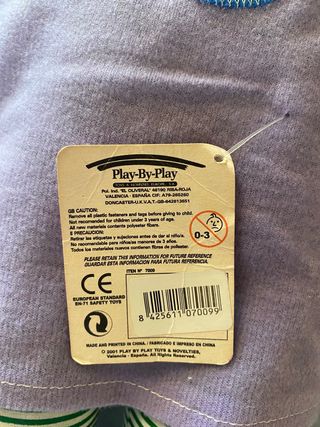 Play-By-Play
TOYS & NOVELTIES, EUROPE, S.A.
Pol. Ind. "EL OLIVERAL" 46190 RIBA-ROJA
VALENCIA - ESPAÑA CIF: A79-265260
DONCASTER-U.K.V.A.T.-GB-642813651
GB CAUTION:
Remove all plastic fasteners and tags before giving to child.
Not recommended for children under 3 years of age.
All new materials contents polyester fibers.
E PRECAUCIÓN:
Retirar las etiquetas y sujeciones antes de dar al niño/a.
No recomendable para niños/as menores de 3 años.
Todos los materiales nuevos contienen fibras de poliester.
0-3
PLEASE RETAIN THIS INFORMATION FOR FUTURE REFERENCE
GUARDAR ESTA INFORMACION PARA FUTURA REFERENCIA
ITEM Nº 7009
CE
EUROPEAN STANDARD
EN-71 SAFETY TOYS
8 425611 070099
MADE AND PRINTED IN CHINA. / FABRICADO E IMPRESO EN CHINA.
© 2001 PLAY BY PLAY TOYS & NOVELTIES,
Valencia - España.
All Rights Reserved.